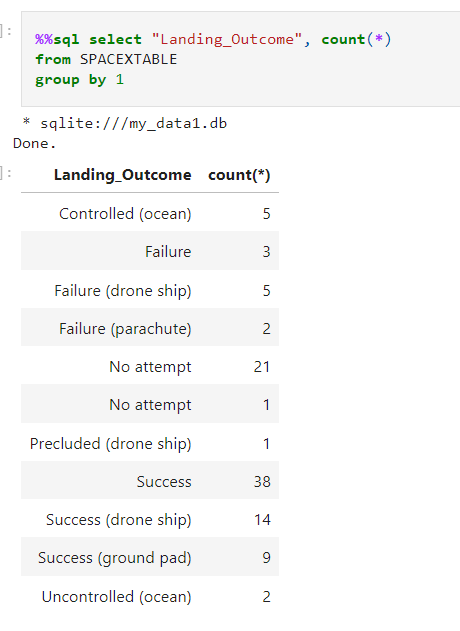 ]:
%%sql select "Landing_Outcome", count(*)
from SPACEXTABLE
group by 1
* sqlite:///my_data1.db
Done.
]:
Landing_Outcome count(*)
Controlled (ocean) 5
Failure 3
Failure (drone ship) 5
Failure (parachute) 2
No attempt 21
No attempt 1
Precluded (drone ship) 1
Success 38
Success (drone ship) 14
Success (ground pad) 9
Uncontrolled (ocean) 2